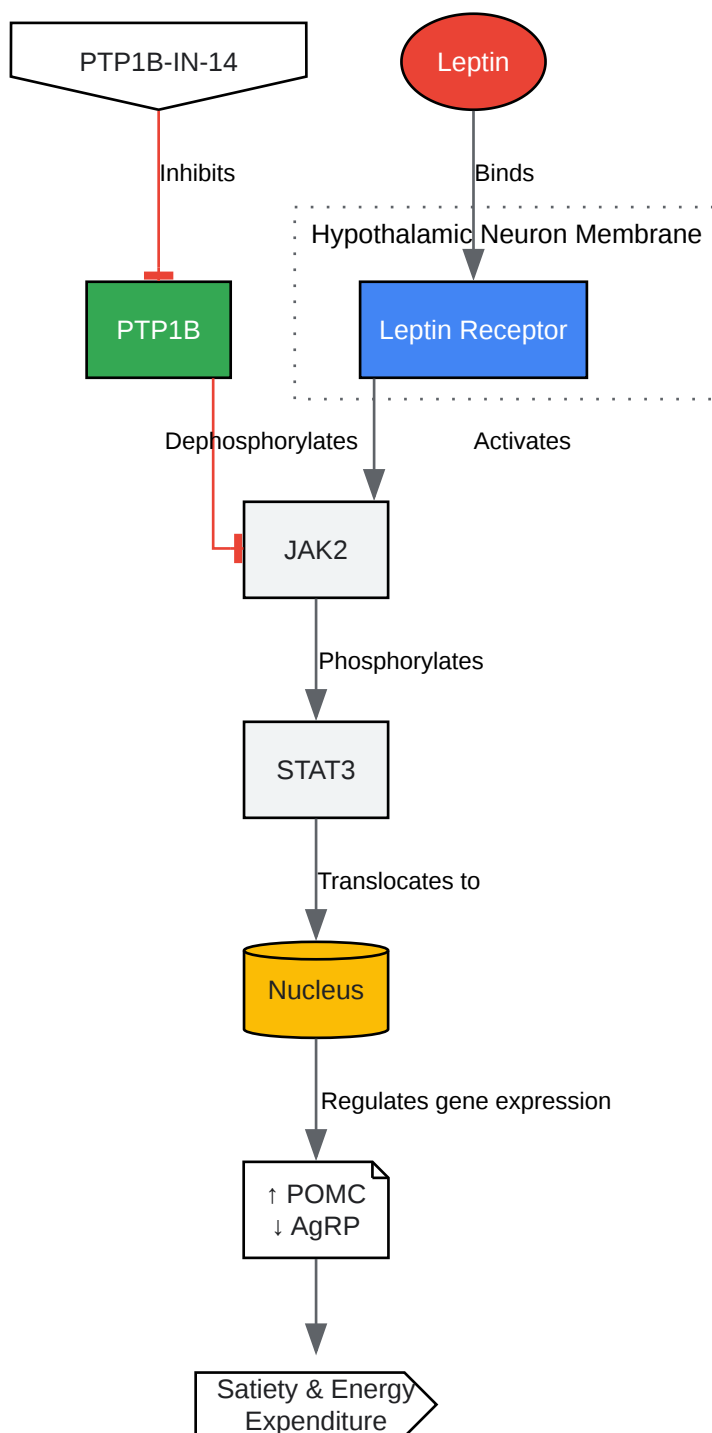 PTP1B-IN-14
Leptin
Inhibits
Binds
Hypothalamic Neuron Membrane
PTP1B
Leptin Receptor
Dephosphorylates
Activates
JAK2
Phosphorylates
STAT3
Translocates to
Nucleus
Regulates gene expression
↑ POMC
↓ AgRP
Satiety & Energy
Expenditure